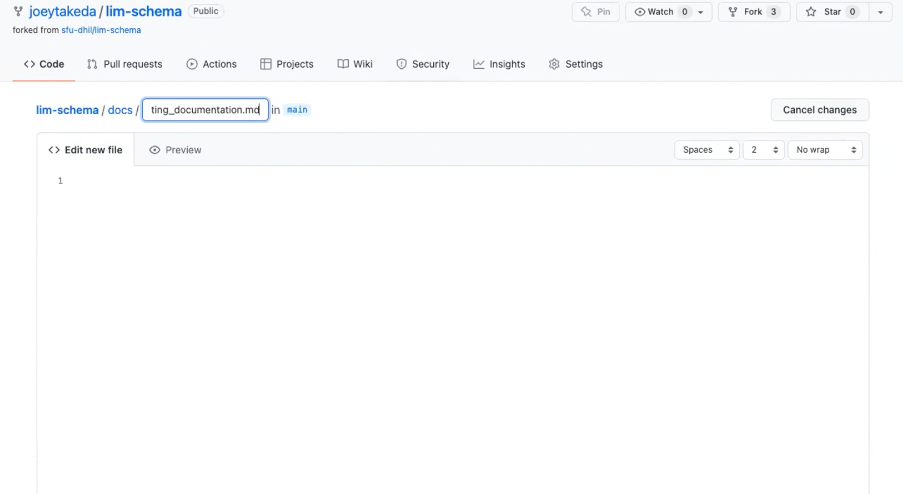 joeytakeda / lim-schema Public
Pin
Watch 0
Fork 3
Star 0
forked from sfu-dhil/lim-schema
Code
Pull requests
Actions
Projects
Wiki
Security
Insights
Settings
lim-schema / docs / ting_documentation.md in main
Cancel changes
Edit new file
Preview
Spaces
2
No wrap
1